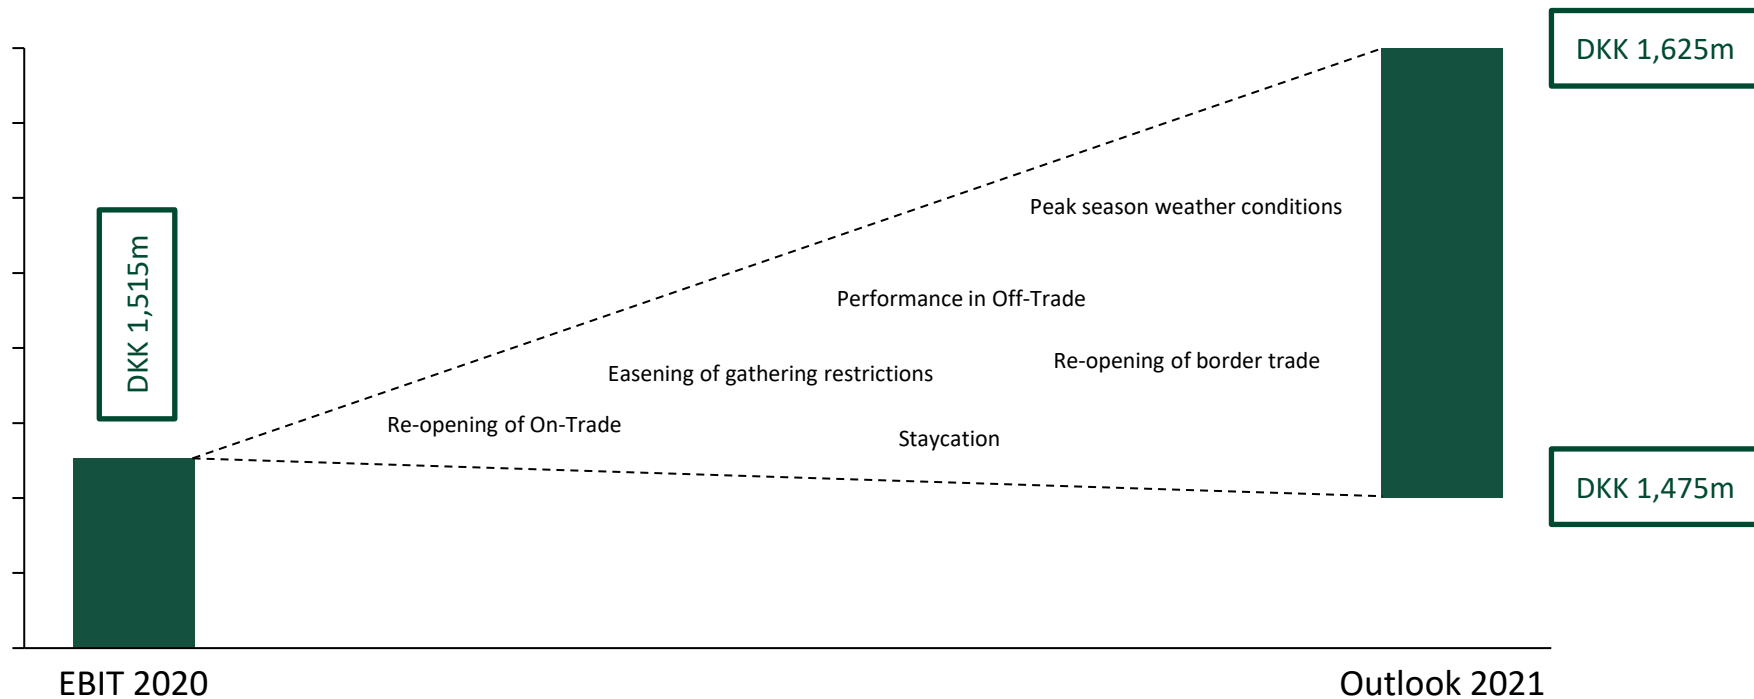 DKK 1,625m
Peak season weather conditions
DKK 1,515m
Performance in Off-Trade
Re-opening of border trade
Easening of gathering restrictions
Re-opening of On-Trade
Staycation
DKK 1,475m
EBIT 2020
Outlook 2021